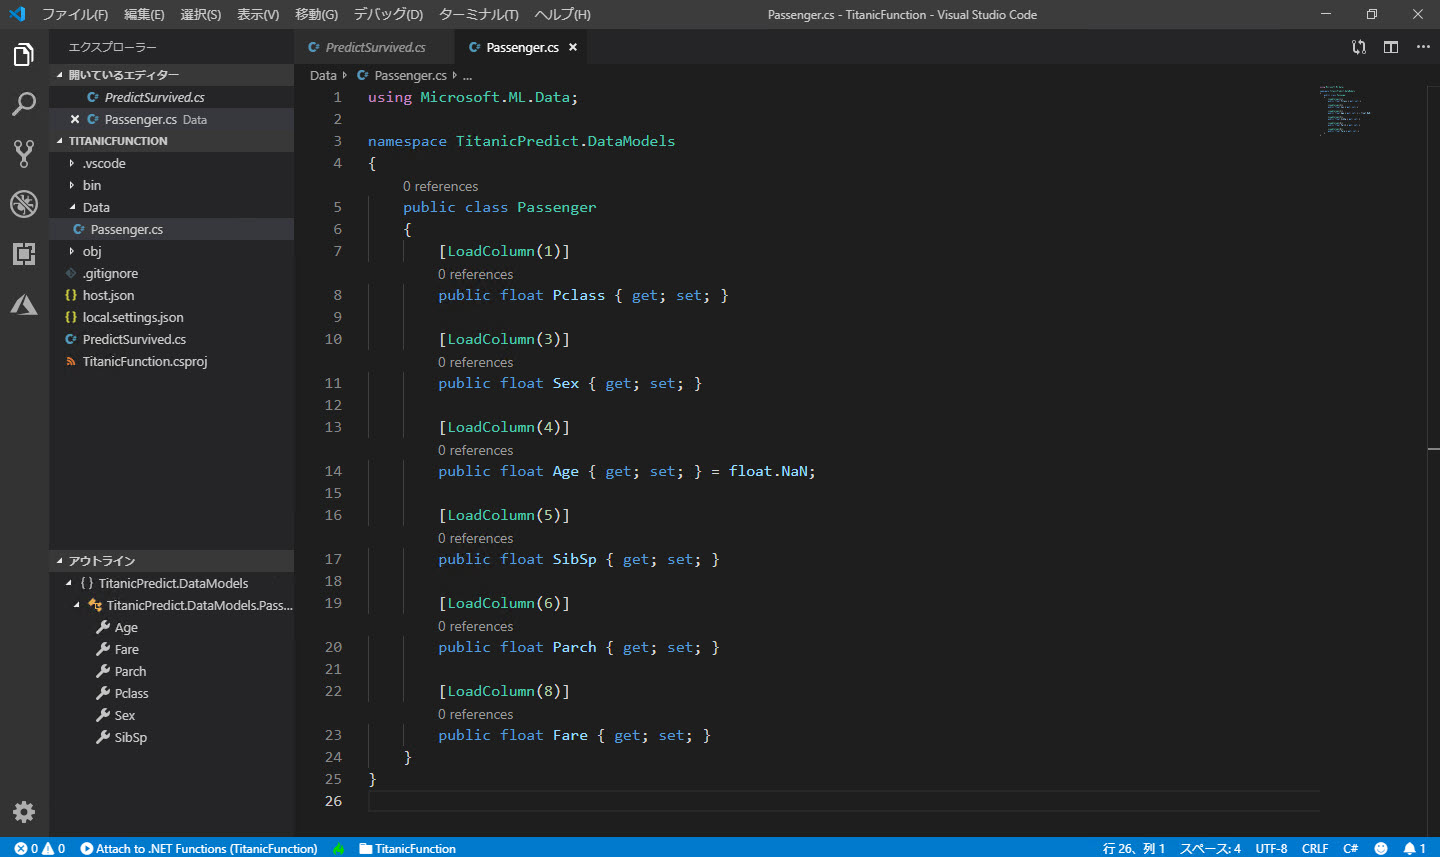 ファイル(F) 編集(E) 選択(S) 表示(V) 移動(G) デバッグ(D) ターミナル(T) ヘルプ(H) Passenger.cs - TitanicFunction - Visual Studio Code
エクスプローラー
開いているエディター
PredictSurvived.cs
Passenger.cs Data
TITANICFUNCTION
.vscode
bin
Data
Passenger.cs
obj
.gitignore
host.json
local.settings.json
PredictSurvived.cs
TitanicFunction.csproj
アウトライン
{ } TitanicPredict.DataModels
TitanicPredict.DataModels.Pass...
Age
Fare
Parch
Pclass
Sex
SibSp
PredictSurvived.cs Passenger.cs
Data Passenger.cs ...
1 using Microsoft.ML.Data;
2
3 namespace TitanicPredict.DataModels
4 {
0 references
5 public class Passenger
6 {
7 [LoadColumn(1)]
0 references
8 public float Pclass { get; set; }
9
10 [LoadColumn(3)]
0 references
11 public float Sex { get; set; }
12
13 [LoadColumn(4)]
0 references
14 public float Age { get; set; } = float.NaN;
15
16 [LoadColumn(5)]
0 references
17 public float SibSp { get; set; }
18
19 [LoadColumn(6)]
0 references
20 public float Parch { get; set; }
21
22 [LoadColumn(8)]
0 references
23 public float Fare { get; set; }
24 }
25 }
26
0 0 Attach to .NET Functions (TitanicFunction) TitanicFunction 行 26、列 1 スペース: 4 UTF-8 CRLF C# 1